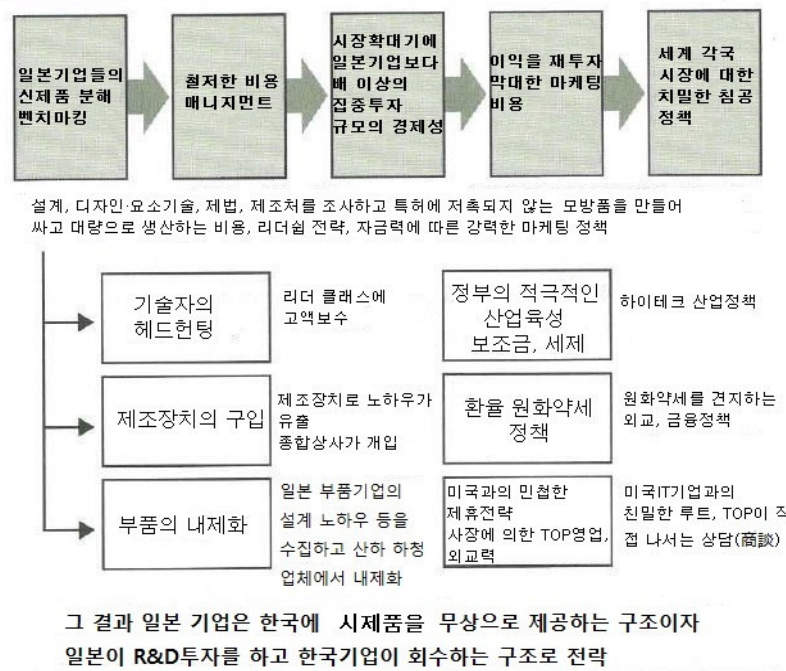 일본기업들의
신제품 분해
벤치마킹
철저한 비용
매니지먼트
시장확대기에
일본기업보다
배 이상의
집중투자
규모의 경제성
이익을 재투자
막대한 마케팅
비용
세계 각국
시장에 대한
치밀한 침공
정책
설계, 디자인·요소기술, 제법, 제조처를 조사하고 특허에 저촉되지 않는 모방품을 만들어
싸고 대량으로 생산하는 비용, 리더쉽 전략, 자금력에 따른 강력한 마케팅 정책
기술자의
헤드헌팅
리더 클래스에
고액보수
정부의 적극적인
산업육성
보조금, 세제
하이테크 산업정책
제조장치의 구입
제조장치로 노하우가
유출
종합상사가 개입
환율 원화약세
정책
원화약세를 견지하는
외교, 금융정책
부품의 내제화
일본 부품기업의
설계 노하우 등을
수집하고 산하 하청
업체에서 내제화
미국과의 민첩한
제휴전략
사장에 의한 TOP영업,
외교력
미국IT기업과의
친밀한 루트, TOP이 직
접 나서는 상담(商談)
그 결과 일본 기업은 한국에 시제품을 무상으로 제공하는 구조이자
일본이 R&D투자를 하고 한국기업이 회수하는 구조로 전락